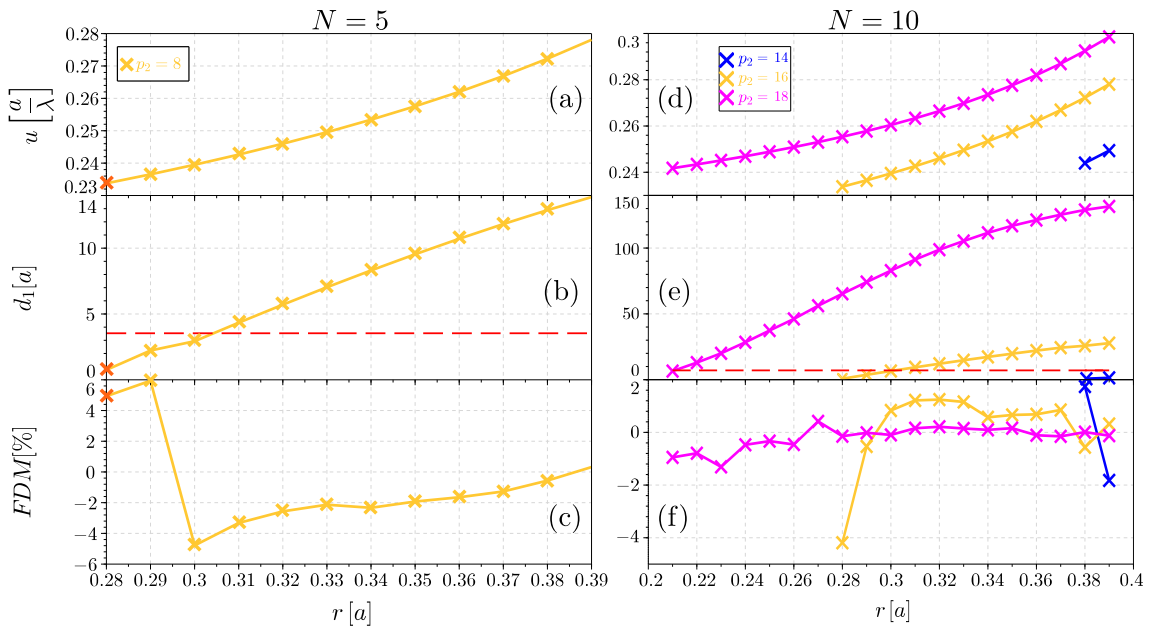 N = 5
0.28
0.27
0.26
0.25
0.24
0.23
u [a/λ]
p₂ = 8
(a)
14
10
5
0
d₁[a]
(b)
6
4
2
0
−2
−4
−6
FDM[%]
(c)
0.28 0.29 0.3 0.31 0.32 0.33 0.34 0.35 0.36 0.37 0.38 0.39
r [a]
N = 10
0.3
0.28
0.26
0.24
p₂ = 14
p₂ = 16
p₂ = 18
(d)
150
100
50
0
(e)
2
0
−2
−4
(f)
0.2 0.22 0.24 0.26 0.28 0.3 0.32 0.34 0.36 0.38 0.4
r [a]